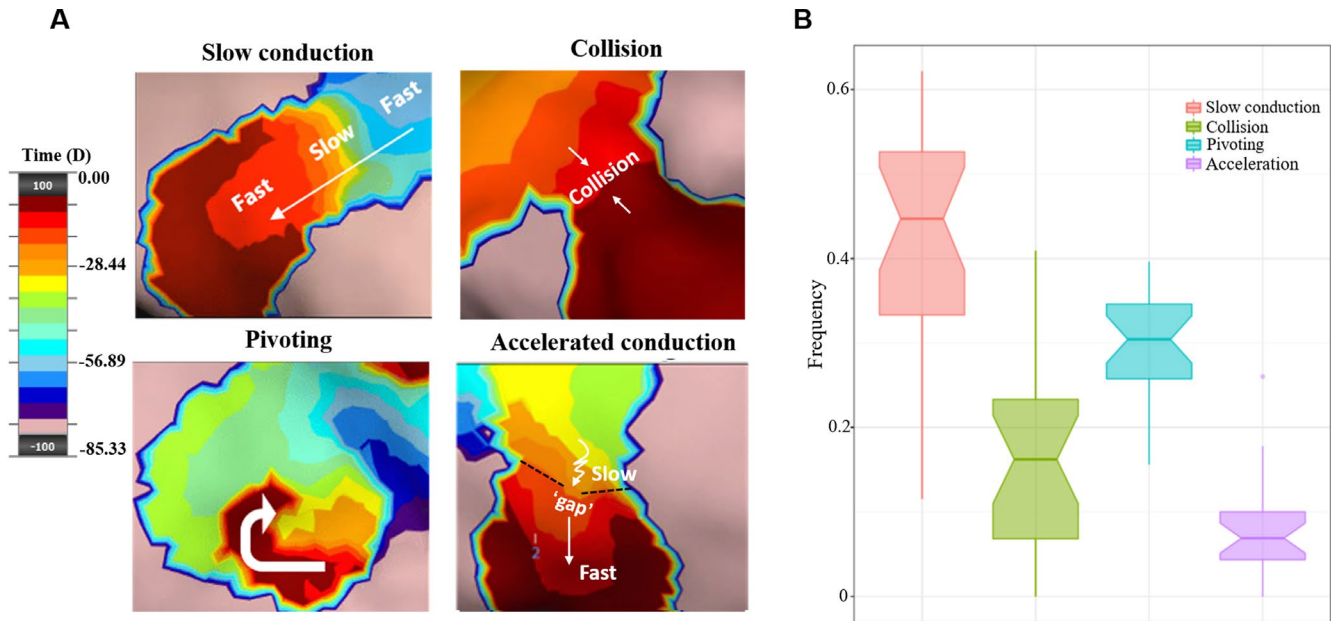 A
B
Slow conduction
Collision
Time (D)
100
0.00
-28.44
-56.89
-100
-85.33
Fast
Slow
Fast
Collision
Pivoting
Accelerated conduction
Slow
'gap'
2
Fast
Frequency
0.6
0.4
0.2
0
Slow conduction
Collision
Pivoting
Acceleration